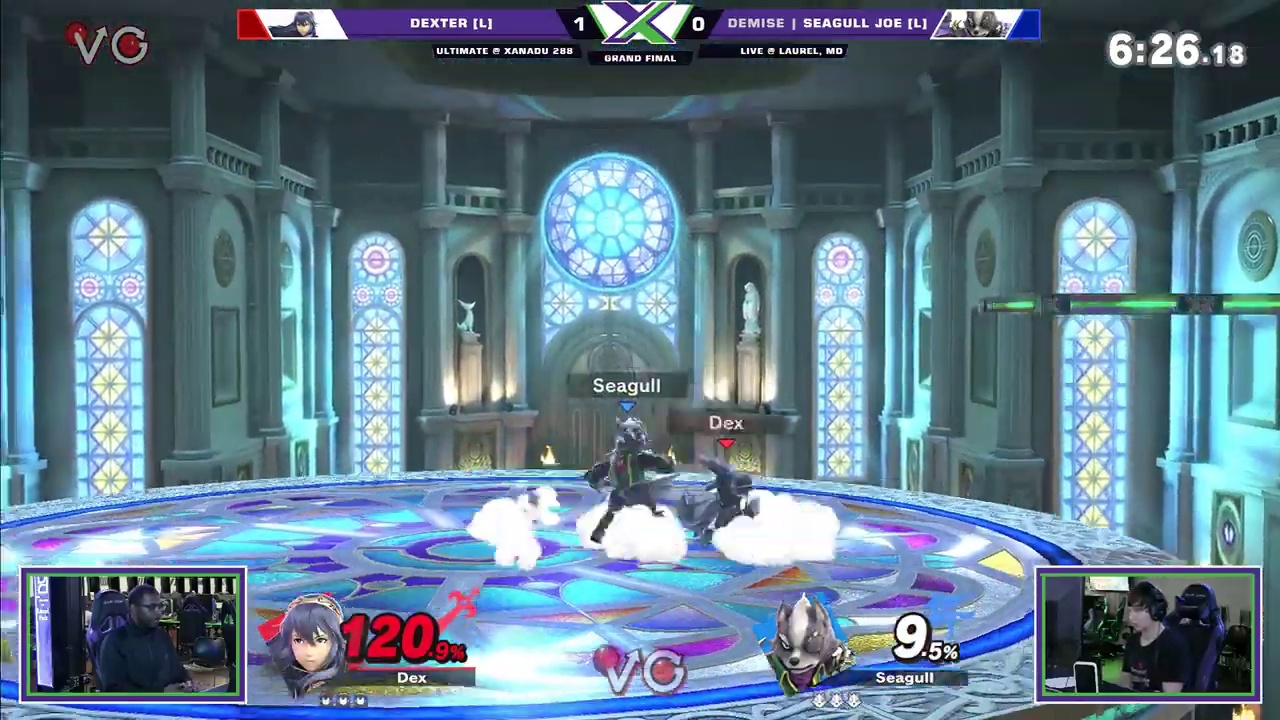 DEXTER [L]
1
0
DEMISE | SEAGULL JOE [L]
ULTIMATE @ XANADU 288
GRAND FINAL
LIVE @ LAUREL, MD
VG
6:26.18
Seagull
Dex
120.9%
Dex
VG
9.5%
Seagull